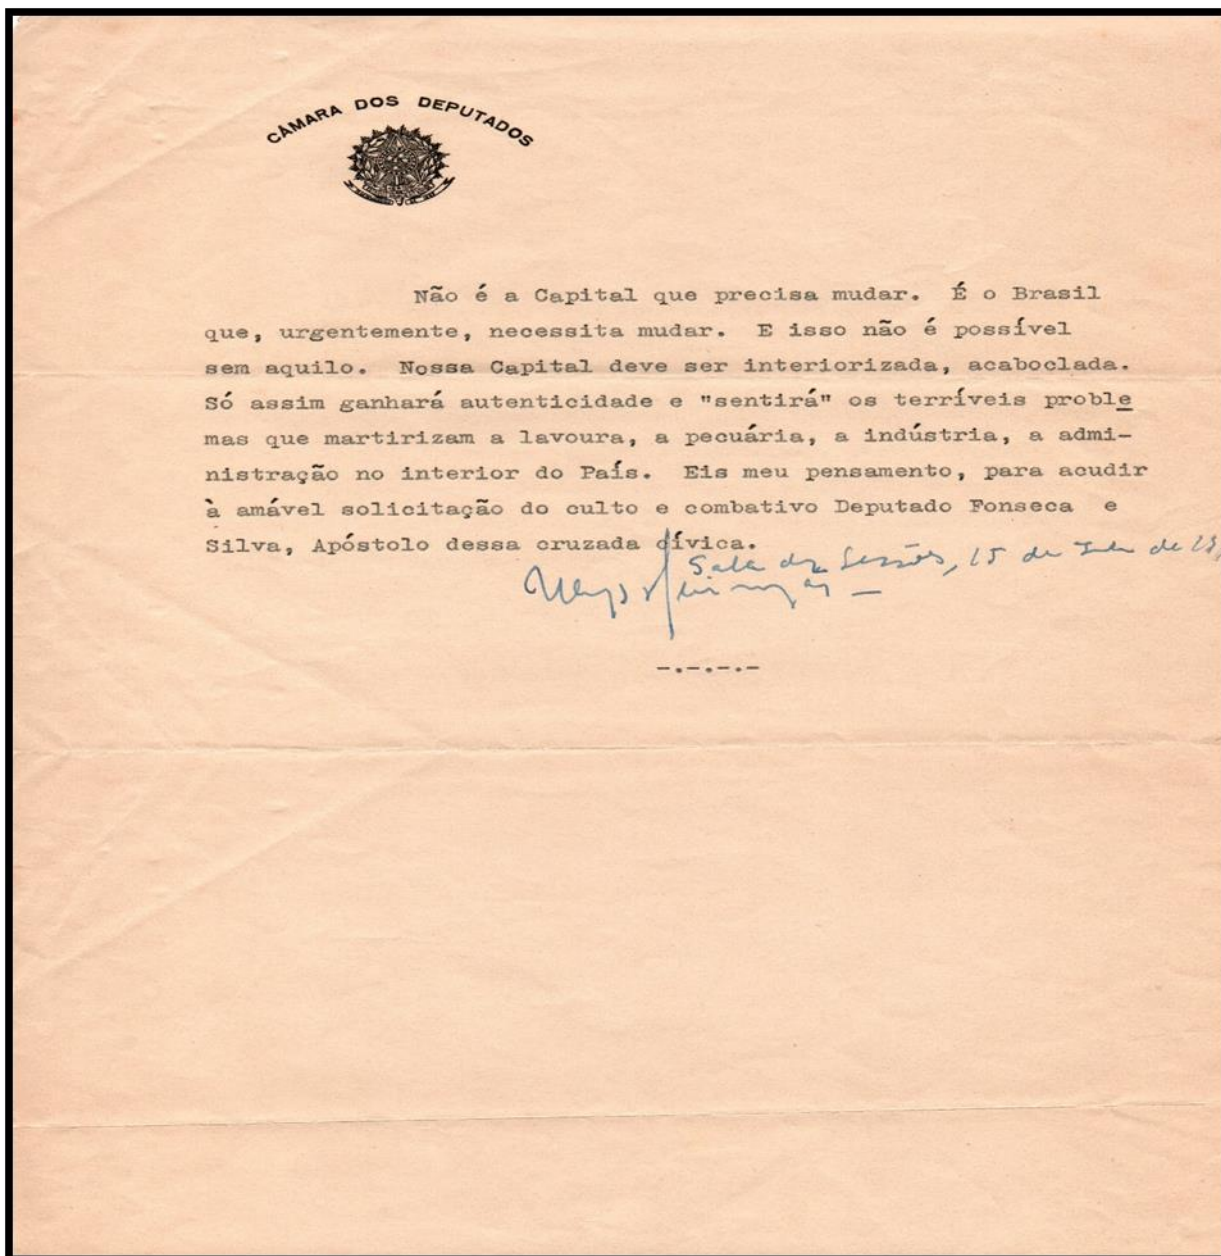 CÂMARA DOS DEPUTADOS
Não é a Capital que precisa mudar. É o Brasil
que, urgentemente, necessita mudar. E isso não é possível
sem aquilo. Nossa Capital deve ser interiorizada, acaboclada.
Só assim ganhará autenticidade e "sentirá" os terríveis proble
mas que martirizam a lavoura, a pecuária, a indústria, a admi-
nistração no interior do País. Eis meu pensamento, para acudir
à amável solicitação do culto e combativo Deputado Fonseca e
Silva, Apóstolo dessa cruzada cívica.
Sala das Sessões, 15 de de
-.-.-.-